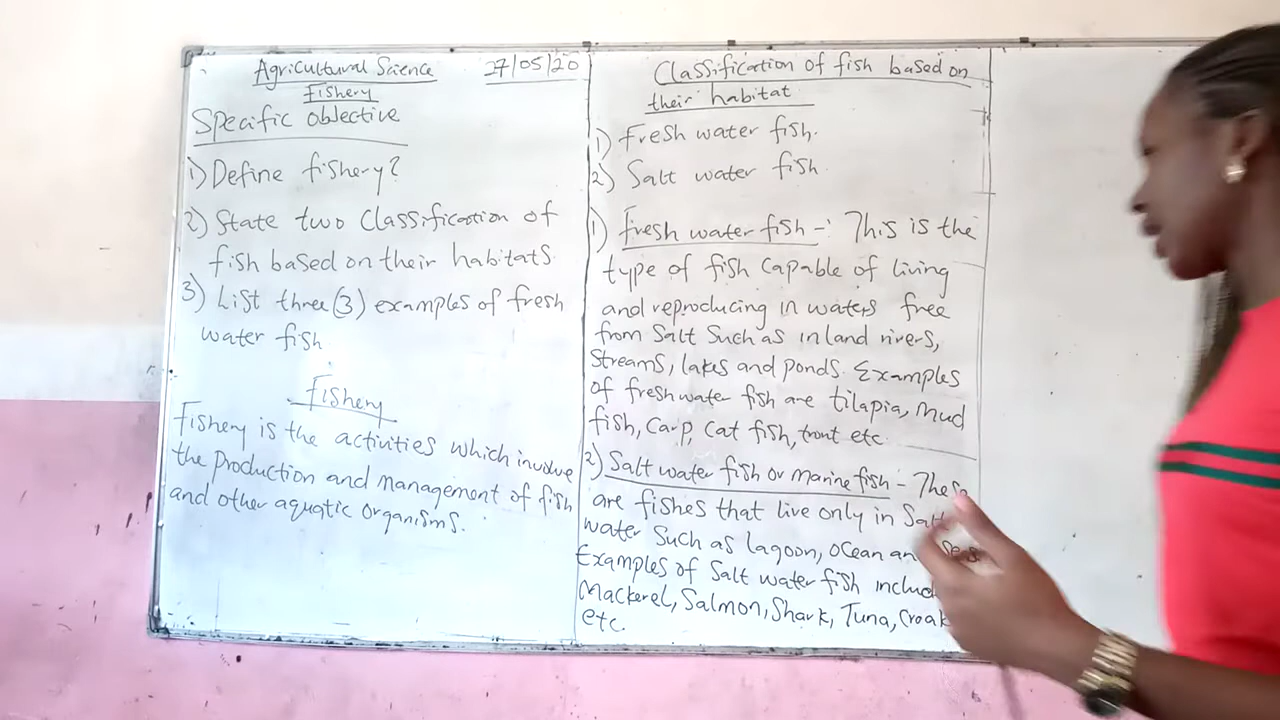 Agricultural Science 27/05/20
Fishery
Specific objective
1) Define fishery?
2) State two Classification of
fish based on their habitats
3) List three (3) examples of fresh
water fish
Fishery
Fishery is the activities which involve
the Production and management of fish
and other aquatic organisms.
Classification of fish based on
their habitat
1) Fresh water fish.
2) Salt water fish.
1) Fresh water fish -: This is the
type of fish Capable of living
and reproducing in waters free
from Salt Such as inland rivers,
Streams, lakes and ponds. Examples
of freshwater fish are tilapia, Mud
fish, Carp, Cat fish, trout etc.
2) Salt water fish or marine fish - These
are fishes that live only in Salt
water Such as lagoon, ocean an
Examples of Salt water fish includ
Mackerel, Salmon, Shark, Tuna, Croak
etc.